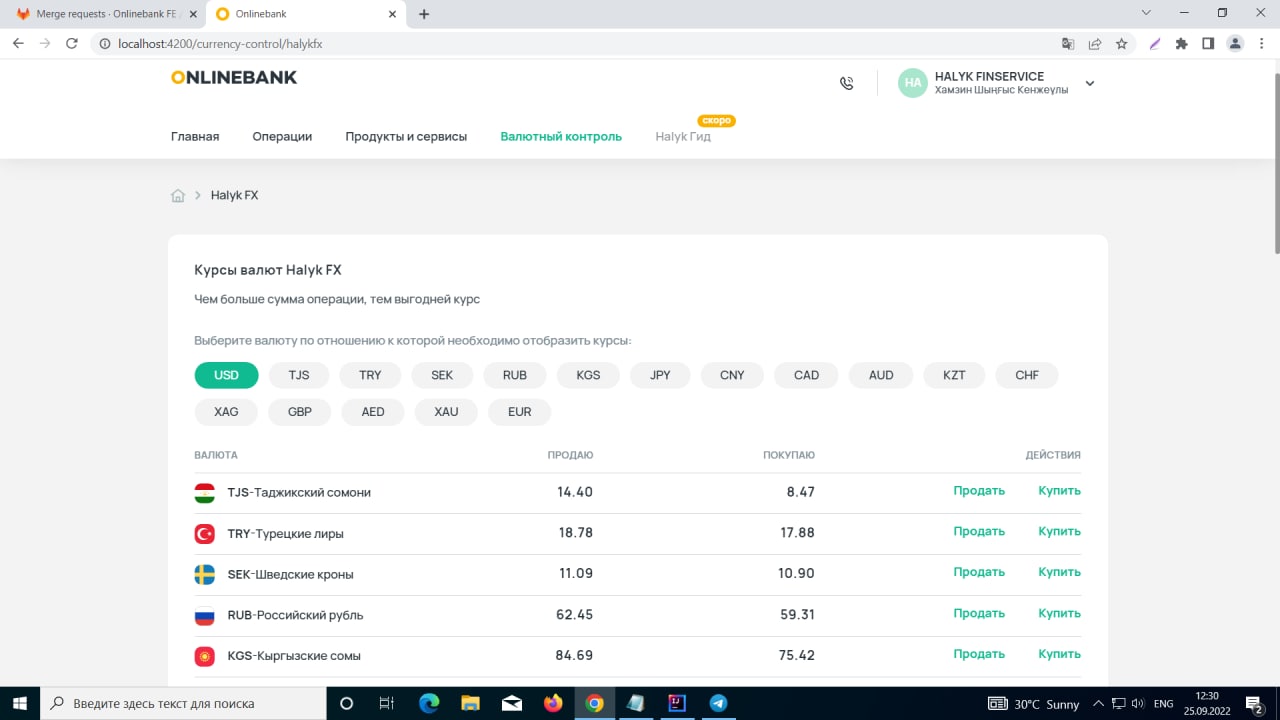 Merge requests · Onlinebank FE /
Onlinebank
localhost:4200/currency-control/halykfx
ONLINEBANK
HA
HALYK FINSERVICE
Хамзин Шыңғыс Кенжеулы
Главная
Операции
Продукты и сервисы
Валютный контроль
Halyk Гид
скоро
Halyk FX
Курсы валют Halyk FX
Чем больше сумма операции, тем выгодней курс
Выберите валюту по отношению к которой необходимо отобразить курсы:
USD TJS TRY SEK RUB KGS JPY CNY CAD AUD KZT CHF
XAG GBP AED XAU EUR
ВАЛЮТА ПРОДАЮ ПОКУПАЮ ДЕЙСТВИЯ
TJS-Таджикский сомони 14.40 8.47 Продать Купить
TRY-Турецкие лиры 18.78 17.88 Продать Купить
SEK-Шведские кроны 11.09 10.90 Продать Купить
RUB-Российский рубль 62.45 59.31 Продать Купить
KGS-Кыргызские сомы 84.69 75.42 Продать Купить
Введите здесь текст для поиска
30°C Sunny
ENG
12:30
25.09.2022
2